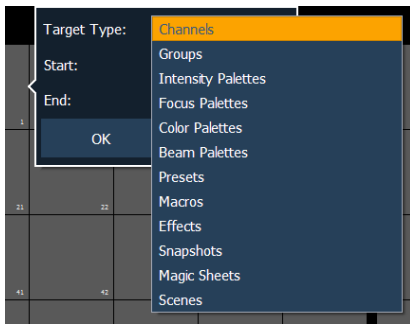 Target Type:
Channels
Groups
Start:
Intensity Palettes
Focus Palettes
End:
Color Palettes
OK
Beam Palettes
1
Presets
Macros
21
22
Effects
Snapshots
Magic Sheets
41
42
Scenes